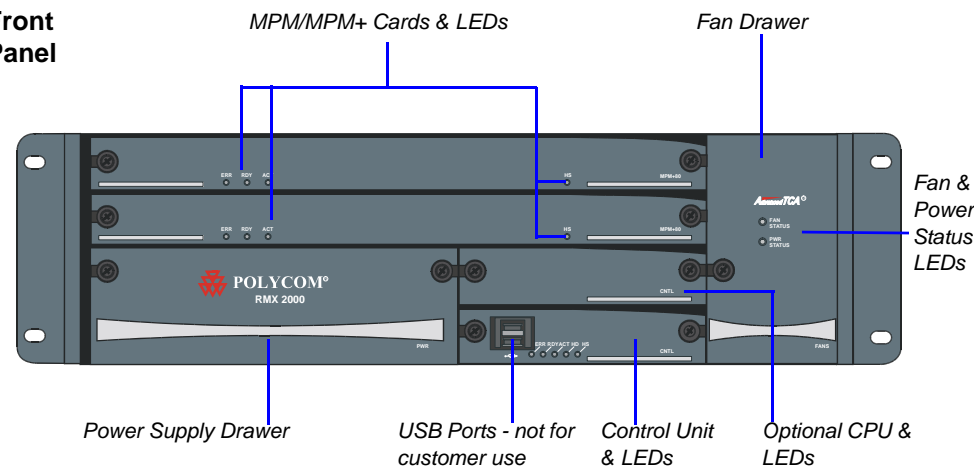 Front
Panel
MPM/MPM+ Cards & LEDs
Fan Drawer
ERR RDY ACT HS MPM+80
ERR RDY ACT HS MPM+80
AdvancedTCA
FAN
STATUS
PWR
STATUS
Fan &
Power
Status
LEDs
POLYCOM®
RMX 2000
CNTL
PWR
ERR RDY ACT HD HS
CNTL
FANS
Power Supply Drawer
USB Ports - not for
customer use
Control Unit
& LEDs
Optional CPU &
LEDs